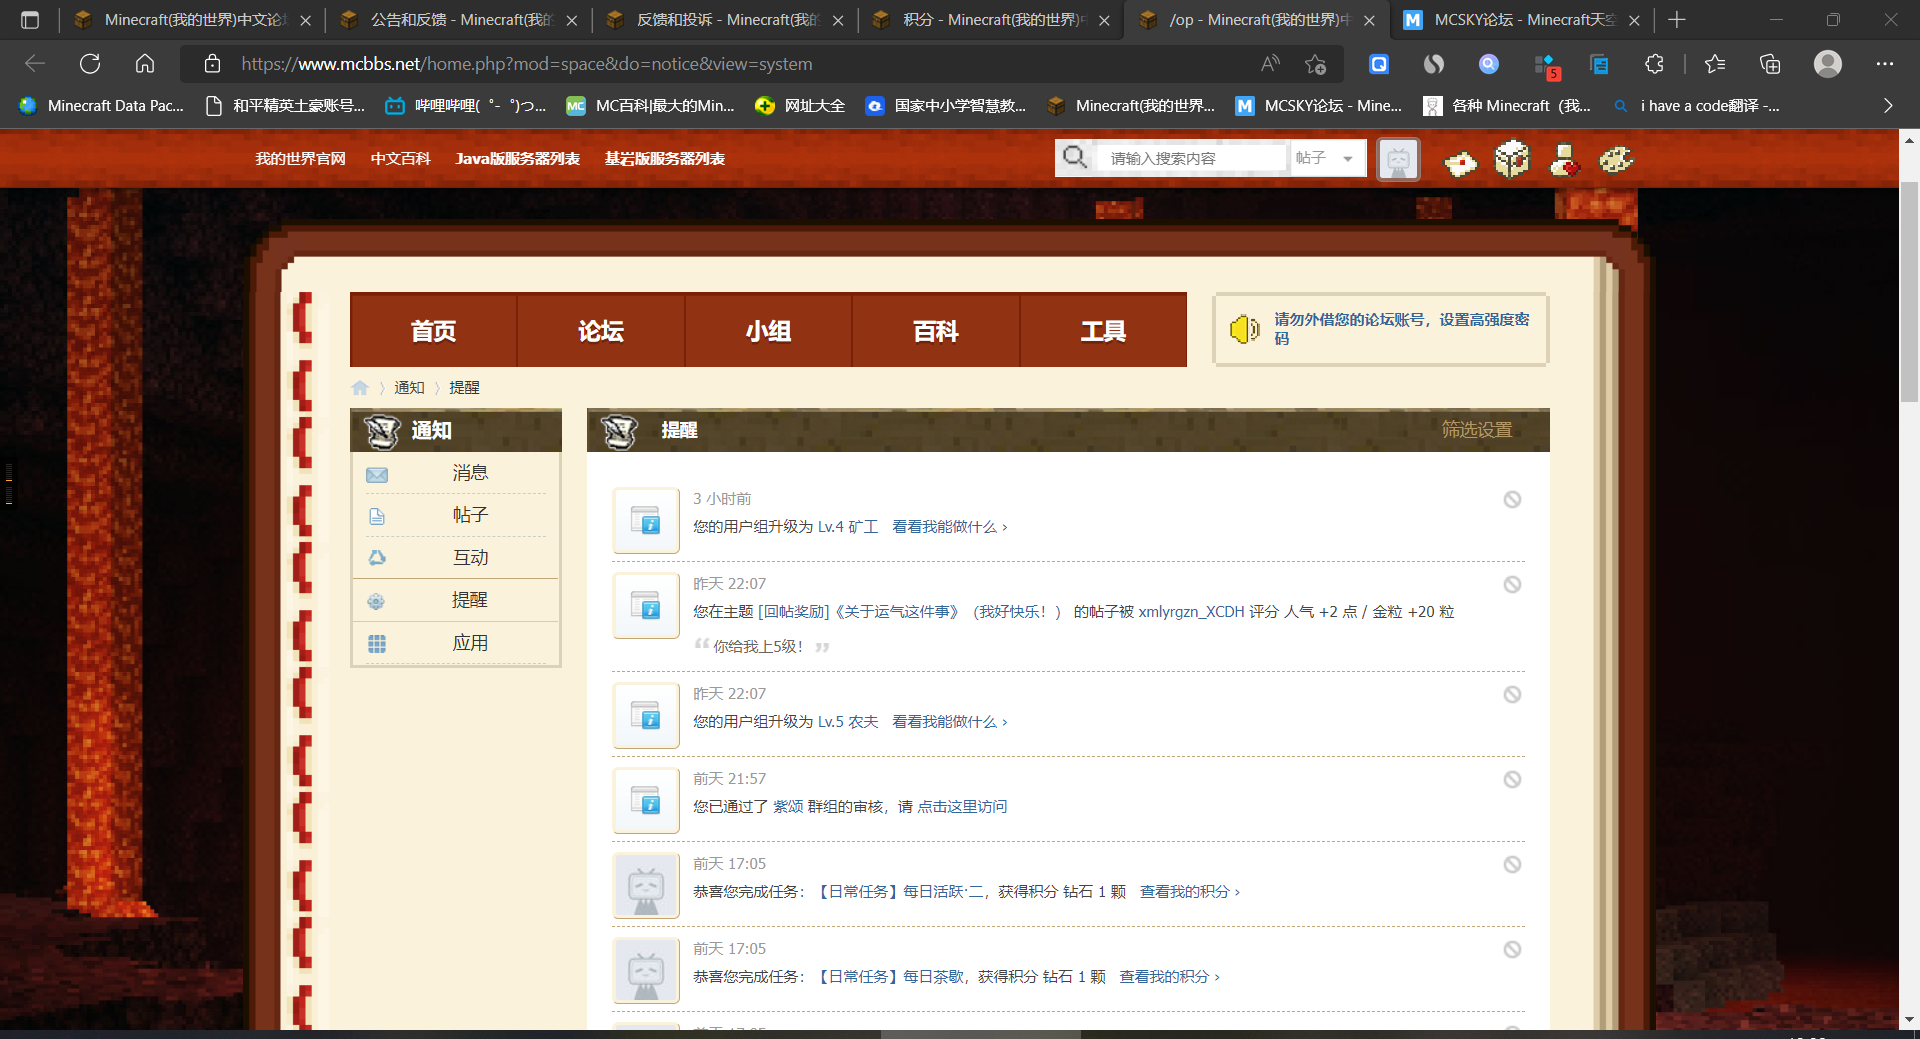 Minecraft(我的世界)中文论
公告和反馈 - Minecraft(我的
反馈和投诉 - Minecraft(我的
积分 - Minecraft(我的世界)中
/op - Minecraft(我的世界)中
MCSKY论坛 - Minecraft天空
https://www.mcbbs.net/home.php?mod=space&do=notice&view=system
5
Minecraft Data Pac...
和平精英土豪账号...
哔哩哔哩(゜-゜)つ...
MC百科|最大的Min...
网址大全
国家中小学智慧教...
Minecraft(我的世界...
MCSKY论坛 - Mine...
各种 Minecraft（我...
i have a code翻译 -...
我的世界官网
中文百科
Java版服务器列表
基岩版服务器列表
请输入搜索内容
帖子
首页
论坛
小组
百科
工具
请勿外借您的论坛账号，设置高强度密
码
通知
提醒
通知
提醒
筛选设置
消息
帖子
互动
提醒
应用
3 小时前
您的用户组升级为 Lv.4 矿工 看看我能做什么 ›
昨天 22:07
您在主题 [回帖奖励]《关于运气这件事》（我好快乐！） 的帖子被 xmlyrgzn_XCDH 评分 人气 +2 点 / 金粒 +20 粒
“ 你给我上5级！ ”
昨天 22:07
您的用户组升级为 Lv.5 农夫 看看我能做什么 ›
前天 21:57
您已通过了 紫颂 群组的审核，请 点击这里访问
前天 17:05
恭喜您完成任务：【日常任务】每日活跃·二，获得积分 钻石 1 颗 查看我的积分 ›
前天 17:05
恭喜您完成任务：【日常任务】每日茶歇，获得积分 钻石 1 颗 查看我的积分 ›